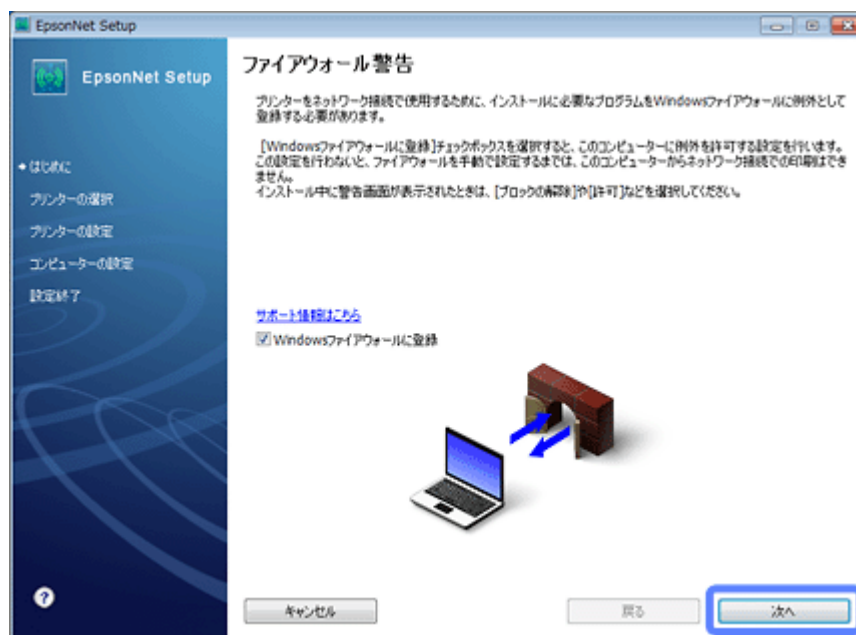 EpsonNet Setup
EpsonNet Setup
はじめに
プリンターの選択
プリンターの設定
コンピューターの設定
設定終了
ファイアウォール警告
プリンターをネットワーク接続で使用するために、インストールに必要なプログラムをWindowsファイアウォールに例外として
登録する必要があります。
[Windowsファイアウォールに登録]チェックボックスを選択すると、このコンピューターに例外を許可する設定を行います。
この設定を行わないと、ファイアウォールを手動で設定するまでは、このコンピューターからネットワーク接続での印刷はでき
ません。
インストール中に警告画面が表示されたときは、[ブロックの解除]や[許可]などを選択してください。
サポート情報はこちら
Windowsファイアウォールに登録
?
キャンセル
戻る
次へ